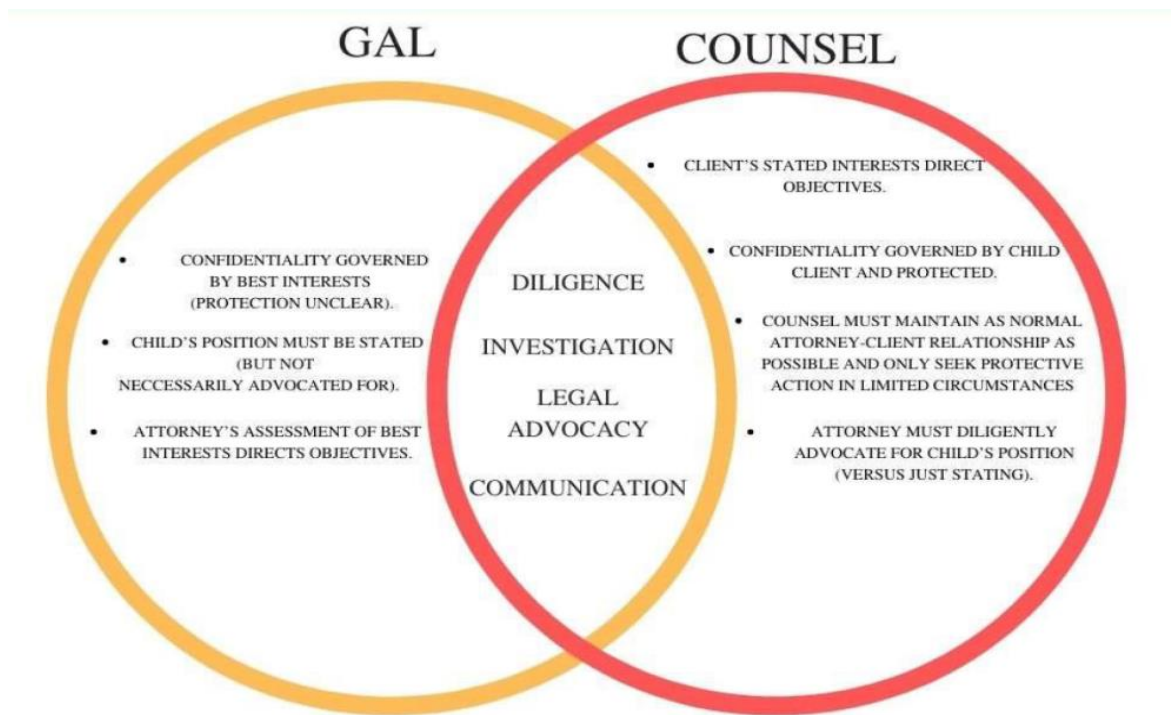 GAL
COUNSEL
• CONFIDENTIALITY GOVERNED
BY BEST INTERESTS
(PROTECTION UNCLEAR).
• CHILD'S POSITION MUST BE STATED
(BUT NOT
NECCESSARILY ADVOCATED FOR).
• ATTORNEY'S ASSESSMENT OF BEST
INTERESTS DIRECTS OBJECTIVES.
DILIGENCE
INVESTIGATION
LEGAL
ADVOCACY
COMMUNICATION
• CLIENT'S STATED INTERESTS DIRECT
OBJECTIVES.
• CONFIDENTIALITY GOVERNED BY CHILD
CLIENT AND PROTECTED.
• COUNSEL MUST MAINTAIN AS NORMAL
ATTORNEY-CLIENT RELATIONSHIP AS
POSSIBLE AND ONLY SEEK PROTECTIVE
ACTION IN LIMITED CIRCUMSTANCES
• ATTORNEY MUST DILIGENTLY
ADVOCATE FOR CHILD'S POSITION
(VERSUS JUST STATING).